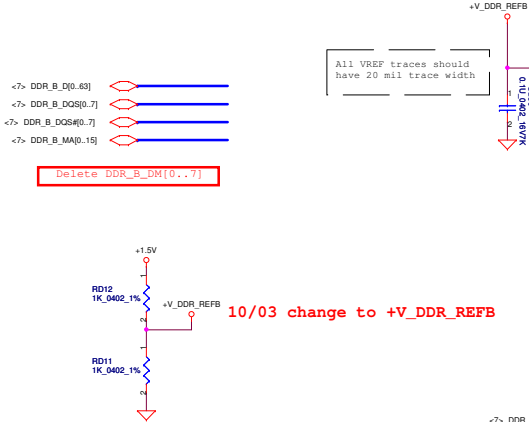 +V_DDR_REFB
All VREF traces should
have 20 mil trace width
1
2
0.1U_0402_16V7K
<7> DDR_B_D[0..63]
<7> DDR_B_DQS[0..7]
<7> DDR_B_DQS#[0..7]
<7> DDR_B_MA[0..15]
Delete DDR_B_DM[0..7]
+1.5V
1
RD12
1K_0402_1%
2
+V_DDR_REFB
10/03 change to +V_DDR_REFB
1
RD11
1K_0402_1%
2
<7> DDR